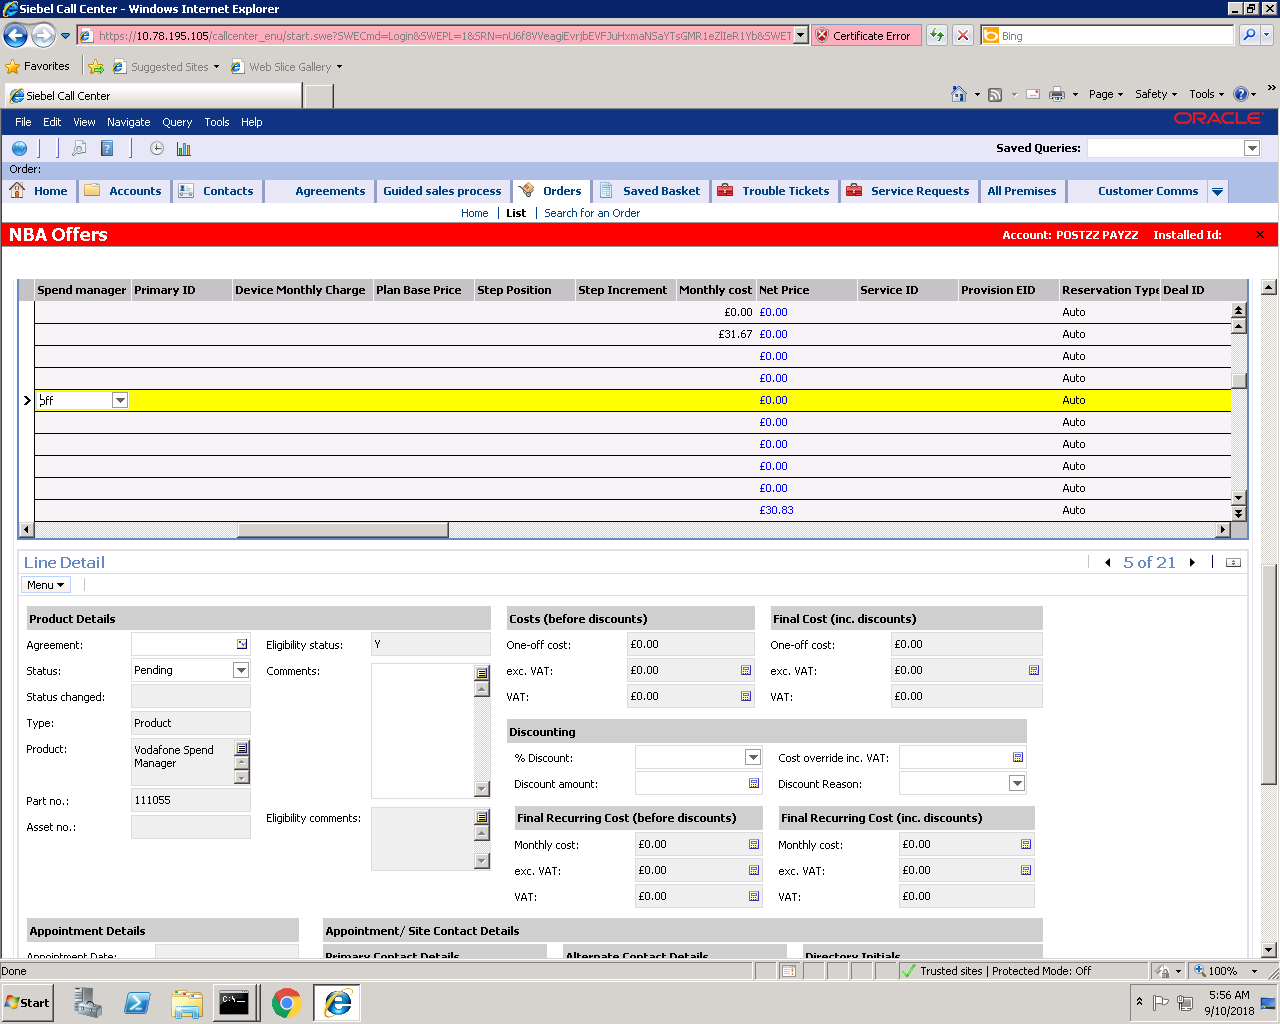 Siebel Call Center - Windows Internet Explorer
https://10.78.195.105/callcenter_enu/start.swe?SWECmd=Login&SWEPL=1&SRN=
Certificate Error
Bing
Favorites
Suggested Sites
Web Slice Gallery
Siebel Call Center
Page
Safety
Tools
File Edit View Navigate Query Tools Help
ORACLE
Saved Queries:
Order:
Home Accounts Contacts Agreements Guided sales process Orders Saved Basket Trouble Tickets Service Requests All Premises Customer Comms
Home | List | Search for an Order
NBA Offers Account: POSTZZ PAYZZ Installed Id:
Spend manager Primary ID Device Monthly Charge Plan Base Price Step Position Step Increment Monthly cost Net Price Service ID Provision EID Reservation Type Deal ID
£0.00 £0.00 Auto
£31.67 £0.00 Auto
£0.00 Auto
£0.00 Auto
off £0.00 Auto
£0.00 Auto
£0.00 Auto
£0.00 Auto
£0.00 Auto
£30.83 Auto
Line Detail 5 of 21
Menu
Product Details Costs (before discounts) Final Cost (inc. discounts)
Agreement: Eligibility status: Y One-off cost: £0.00 One-off cost: £0.00
Status: Pending Comments: exc. VAT: £0.00 exc. VAT: £0.00
Status changed: VAT: £0.00 VAT: £0.00
Type: Product
Discounting
Product: Vodafone Spend
Manager
% Discount: Cost override inc. VAT:
Discount amount: Discount Reason:
Part no.: 111055
Eligibility comments: Final Recurring Cost (before discounts) Final Recurring Cost (inc. discounts)
Asset no.:
Monthly cost: £0.00 Monthly cost: £0.00
exc. VAT: £0.00 exc. VAT: £0.00
VAT: £0.00 VAT: £0.00
Appointment Details Appointment/ Site Contact Details
Appointment Date: Primary Contact Details Alternate Contact Details Directory Initials
Done Trusted sites | Protected Mode: Off 100%
Start
5:56 AM
9/10/2018